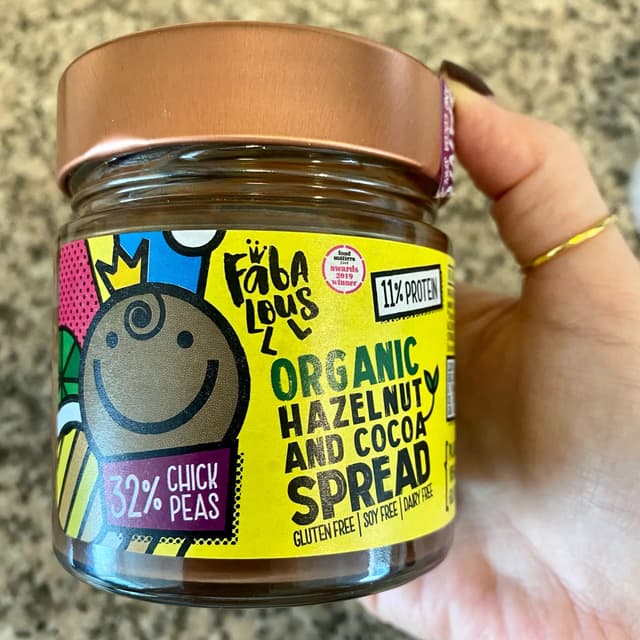 FabA
LOUS
food
matters
live
awards
2019
winner
11% PROTEIN
ORGANIC
HAZELNUT
AND COCOA
SPREAD
GLUTEN FREE | SOY FREE | DAIRY FREE
32% CHICK
PEAS